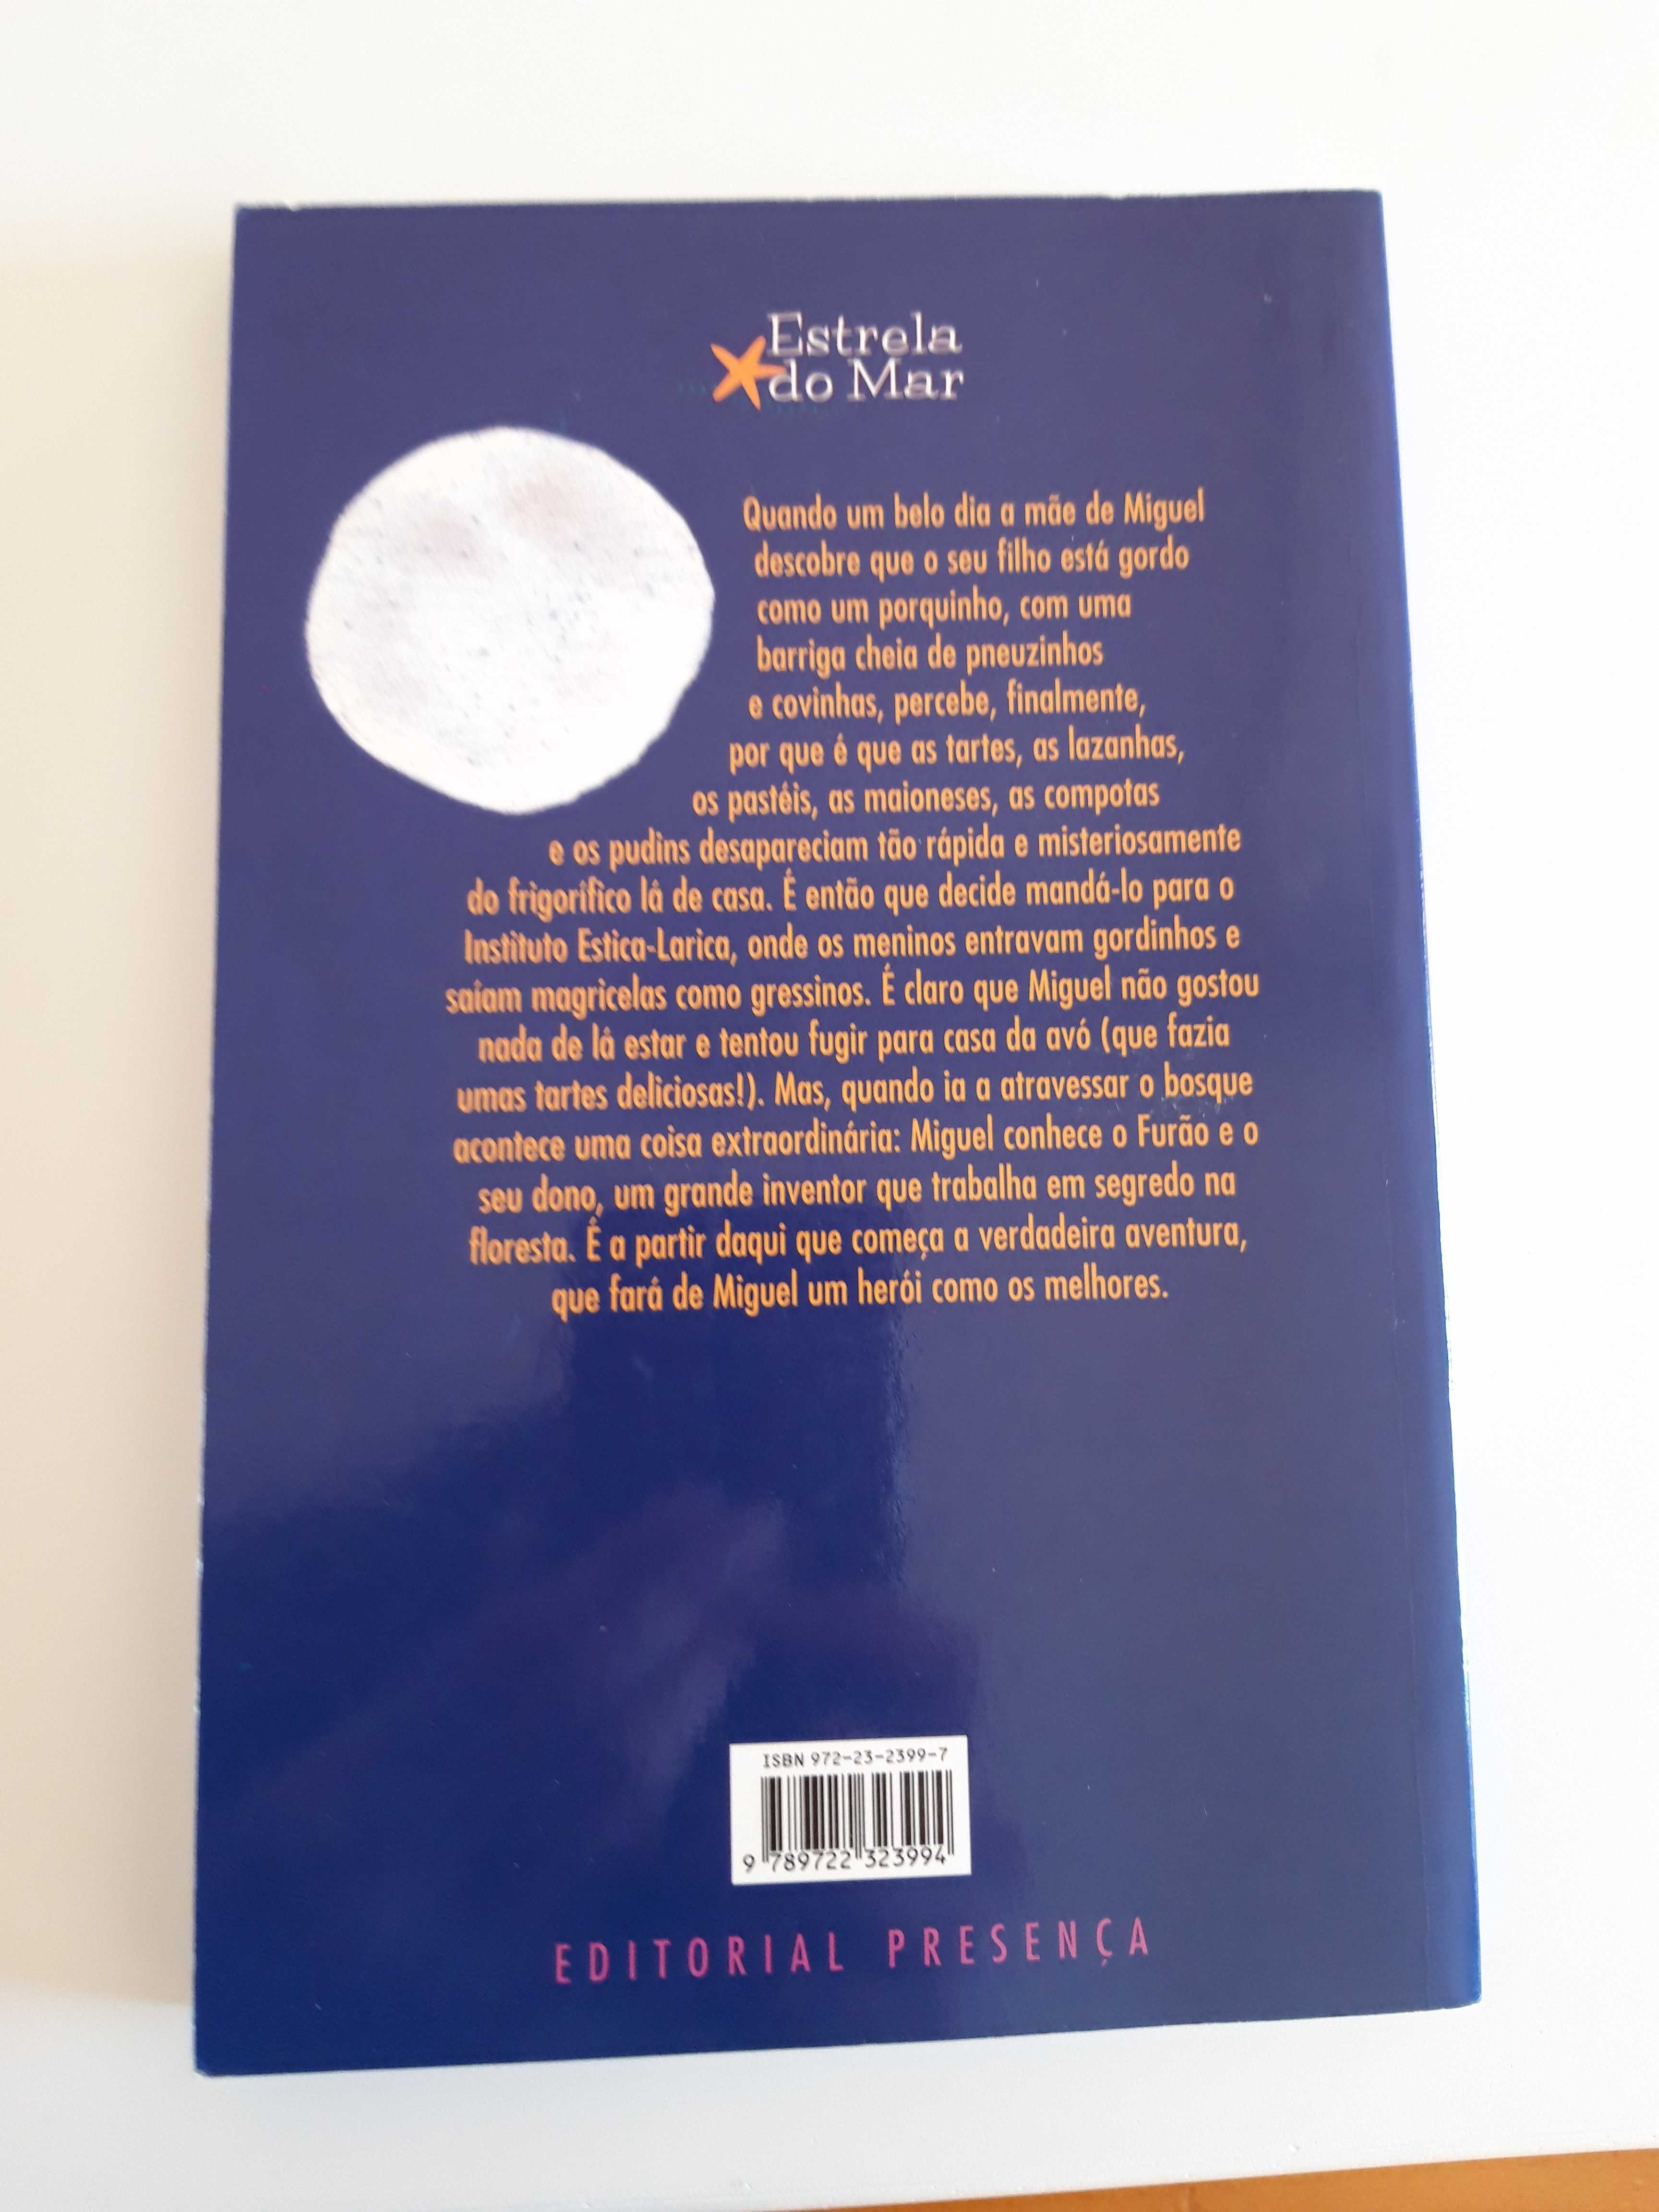 Estrela
do Mar
Quando um belo dia a mãe de Miguel
descobre que o seu filho está gordo
como um porquinho, com uma
barriga cheia de pneuzinhos
e covinhas, percebe, finalmente,
por que é que as tartes, as lazanhas,
os pastéis, as maioneses, as compotas
e os pudins desapareciam tão rápida e misteriosamente
do frigorífico lá de casa. É então que decide mandá-lo para o
Instituto Estica-Larica, onde os meninos entravam gordinhos e
saíam magricelas como gressinos. É claro que Miguel não gostou
nada de lá estar e tentou fugir para casa da avó (que fazia
umas tartes deliciosas!). Mas, quando ia a atravessar o bosque
acontece uma coisa extraordinária: Miguel conhece o Furão e o
seu dono, um grande inventor que trabalha em segredo na
floresta. É a partir daqui que começa a verdadeira aventura,
que fará de Miguel um herói como os melhores.
ISBN 972-23-2399-7
9 789722 323994
EDITORIAL PRESENÇA